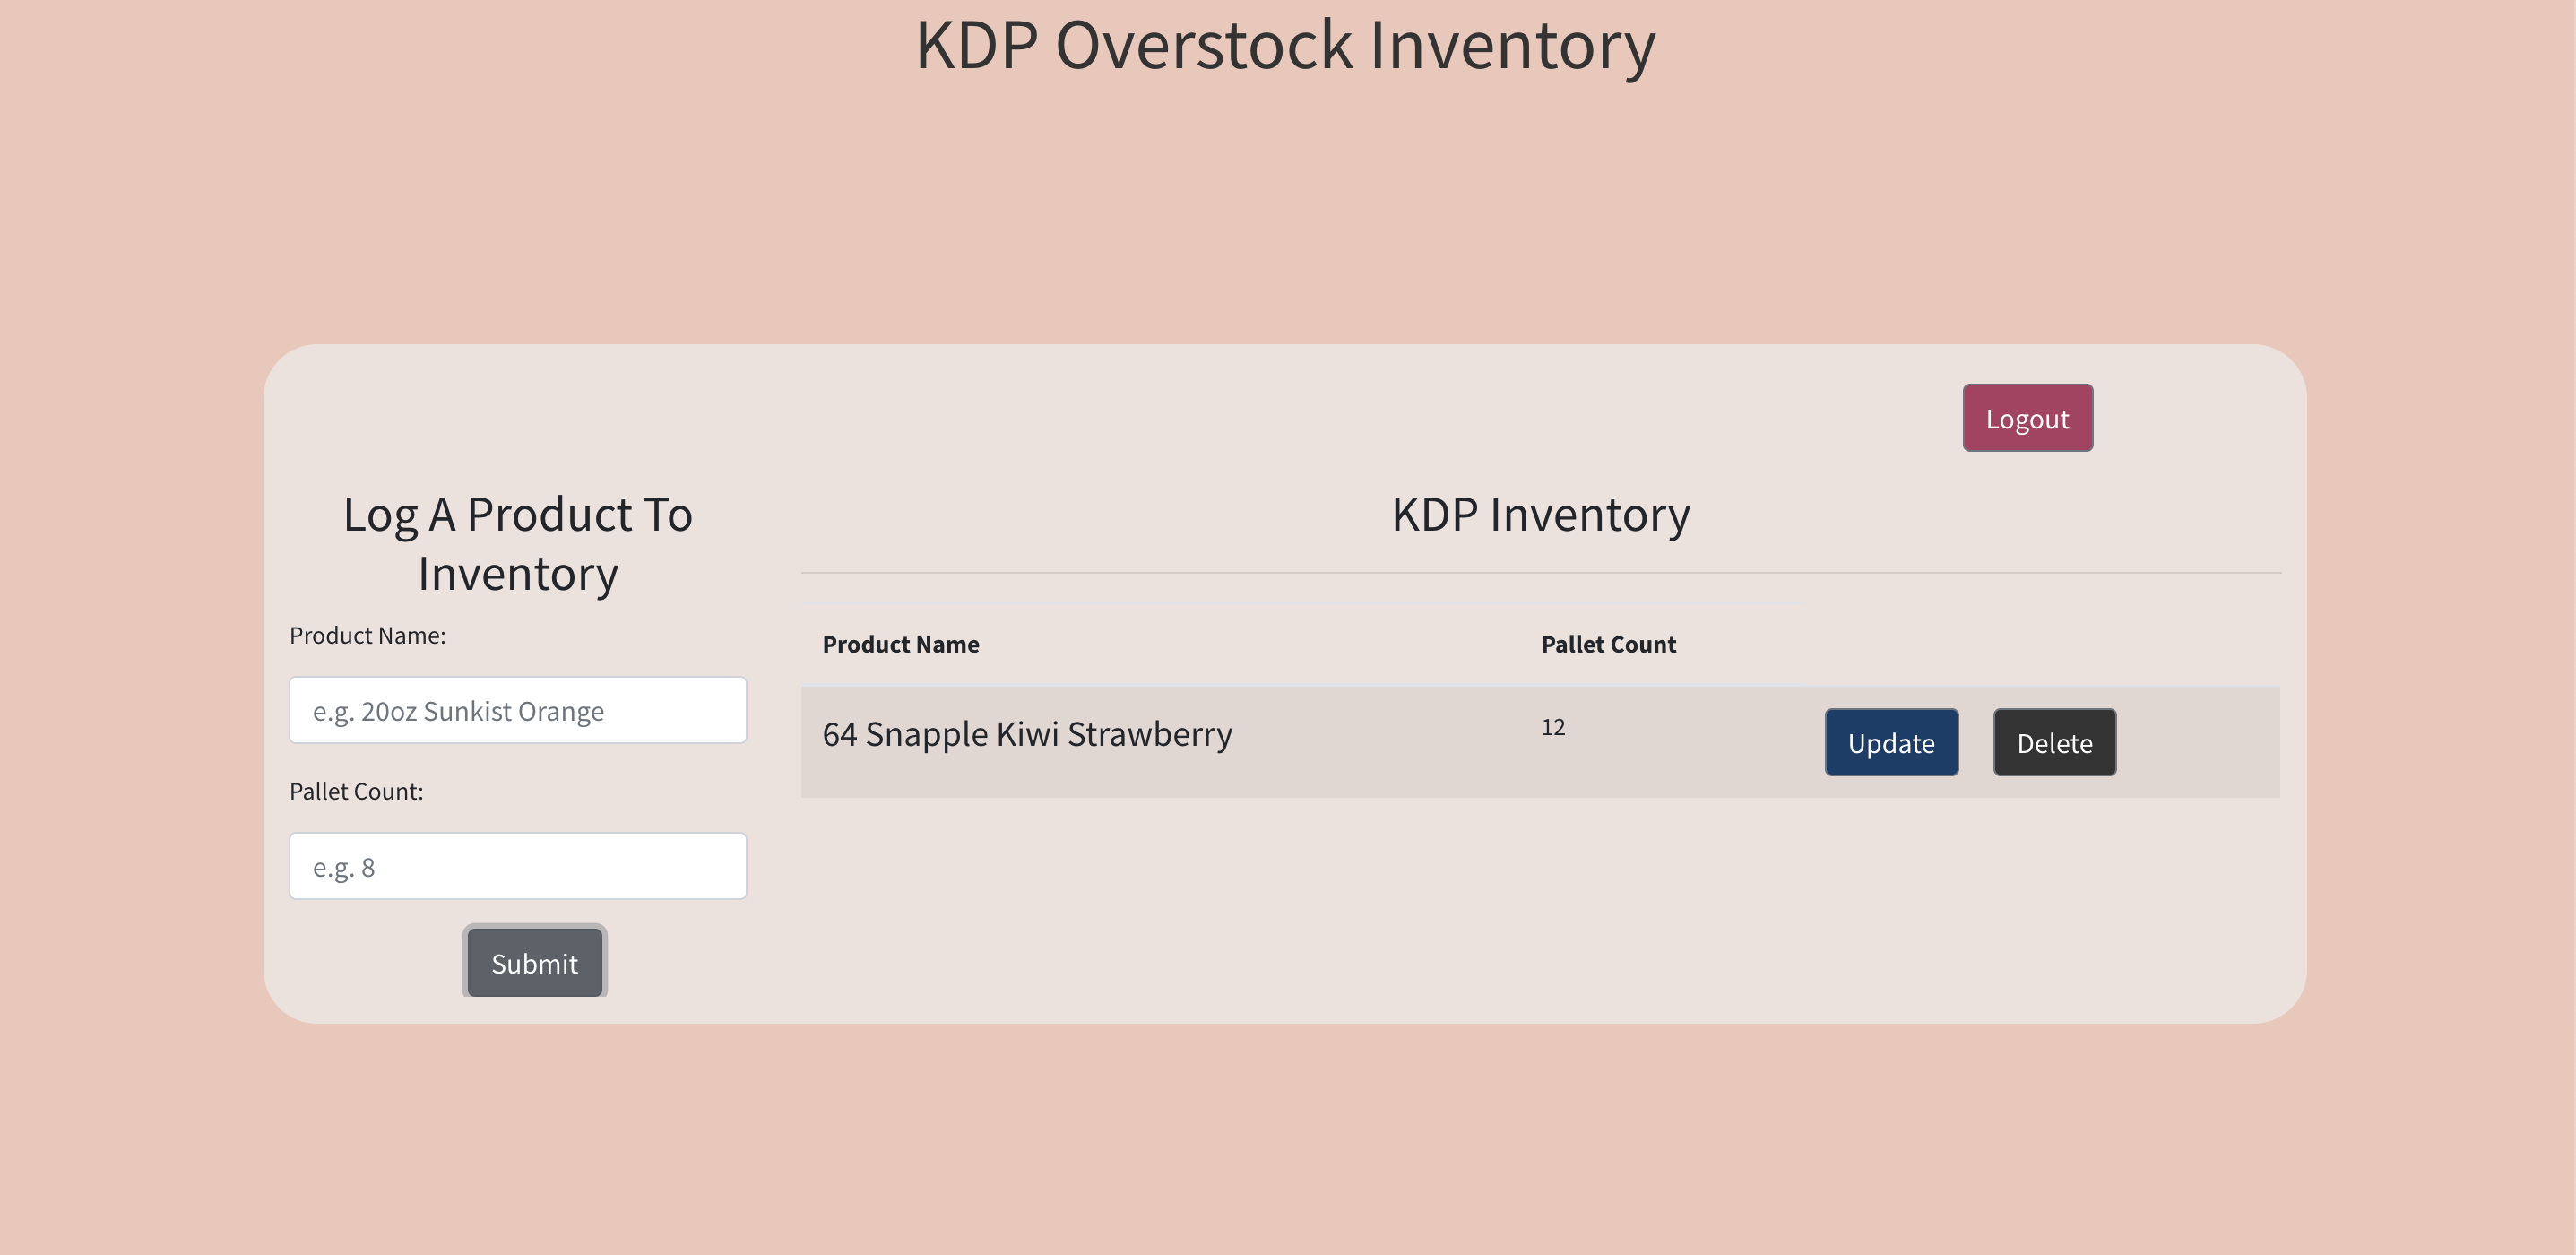 KDP Overstock Inventory
Logout
Log A Product To
Inventory
Product Name:
e.g. 20oz Sunkist Orange
Pallet Count:
e.g. 8
Submit
KDP Inventory
Product Name Pallet Count
64 Snapple Kiwi Strawberry 12 Update Delete